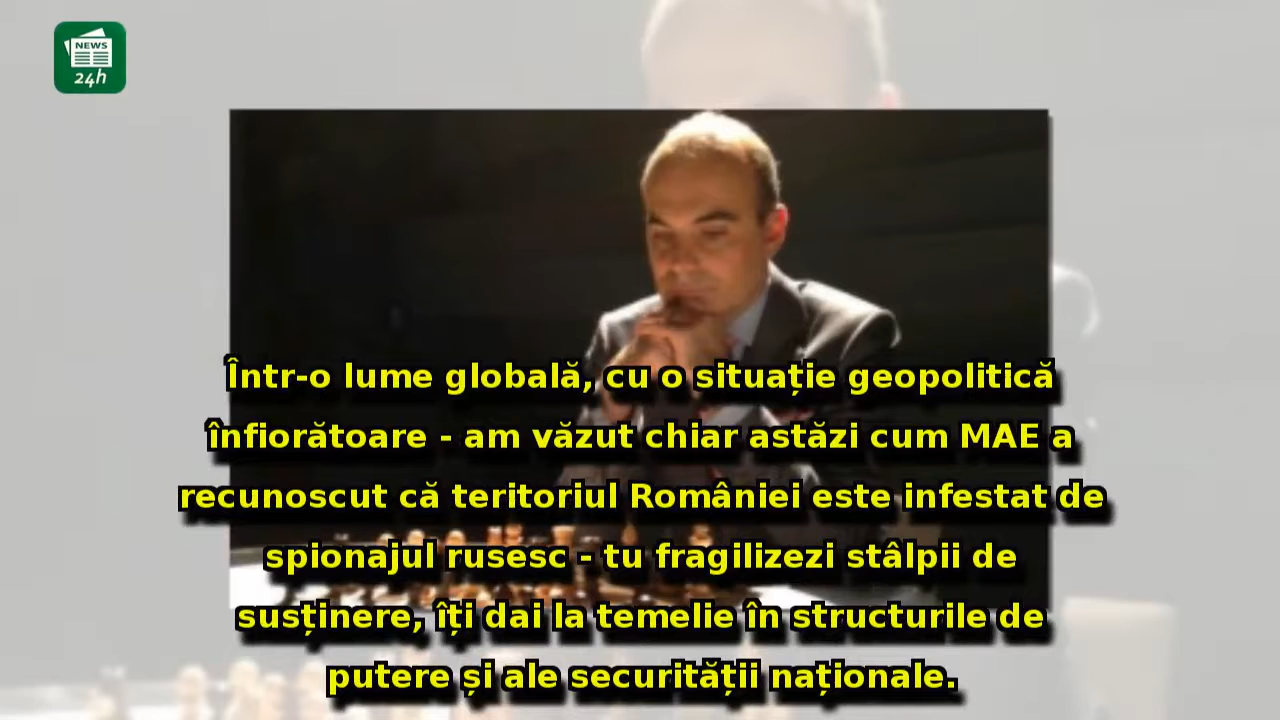 NEWS
24h
Într-o lume globală, cu o situație geopolitică
înfiorătoare - am văzut chiar astăzi cum MAE a
recunoscut că teritoriul României este infestat de
spionajul rusesc - tu fragilizezi stâlpii de
susținere, îți dai la temelie în structurile de
putere și ale securității naționale.